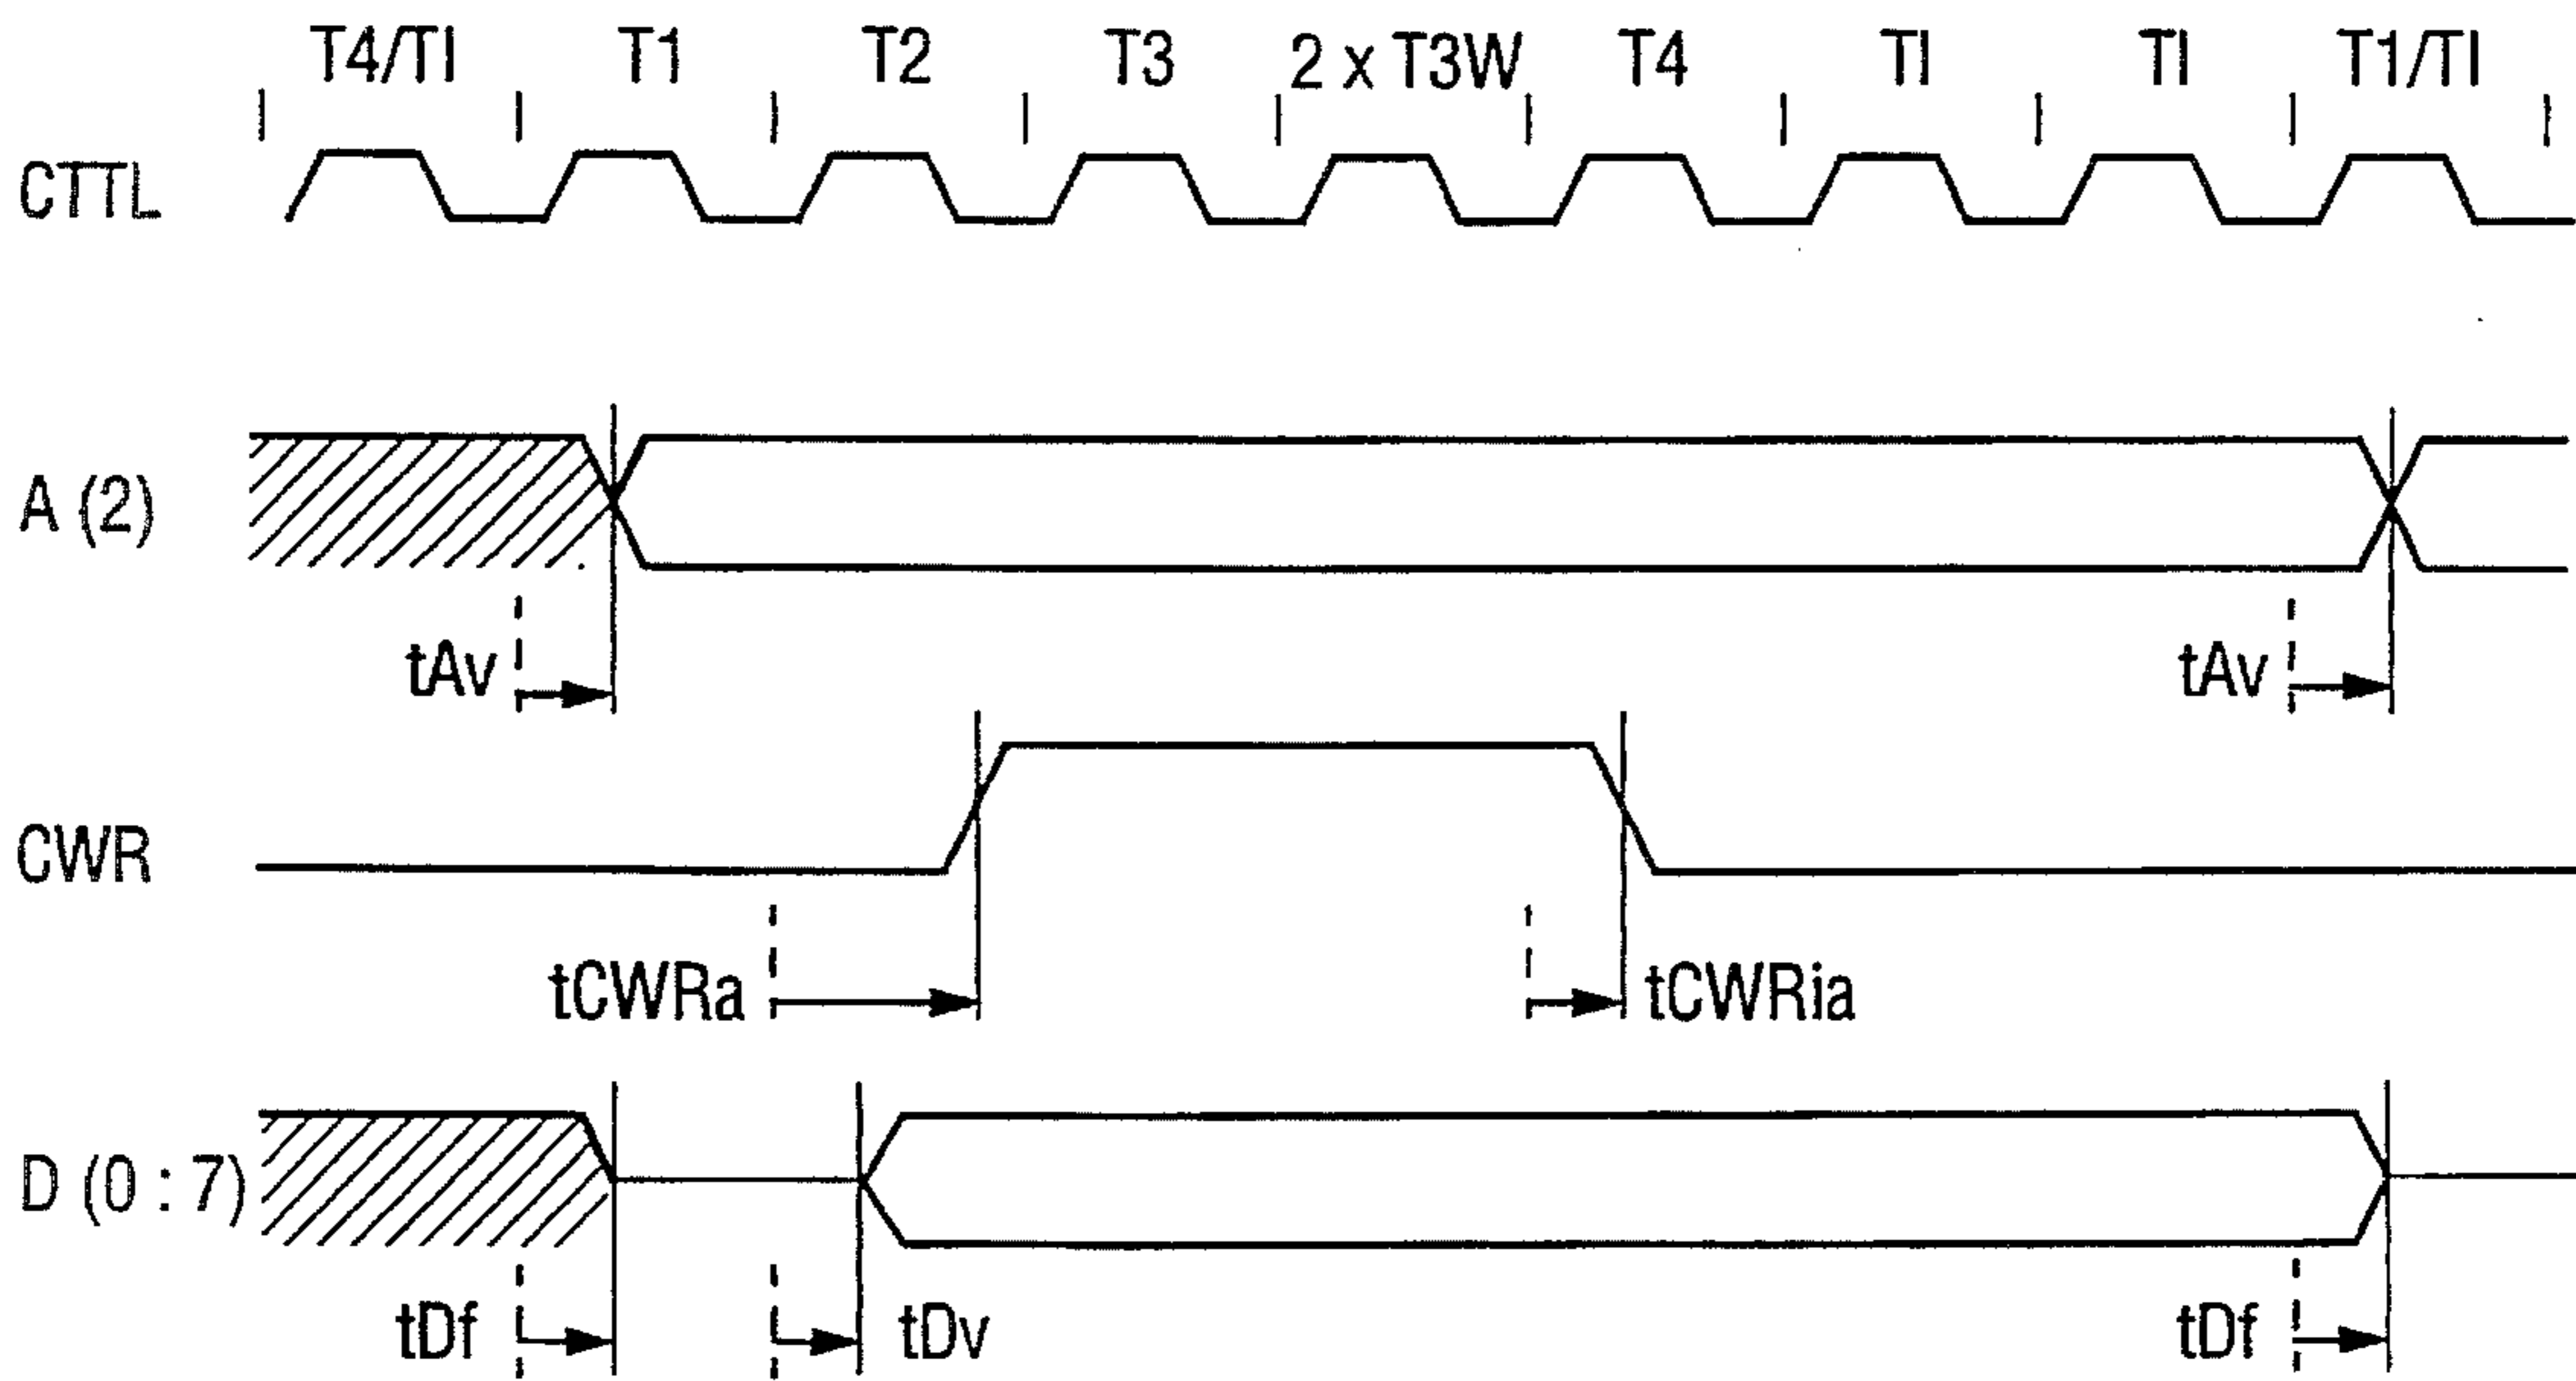 T4/TI T1 T2 T3 2 x T3W T4 TI TI T1/TI
CTTL
A (2)
tAv tAv
CWR
tCWRa tCWRia
D (0 : 7)
tDf tDv tDf